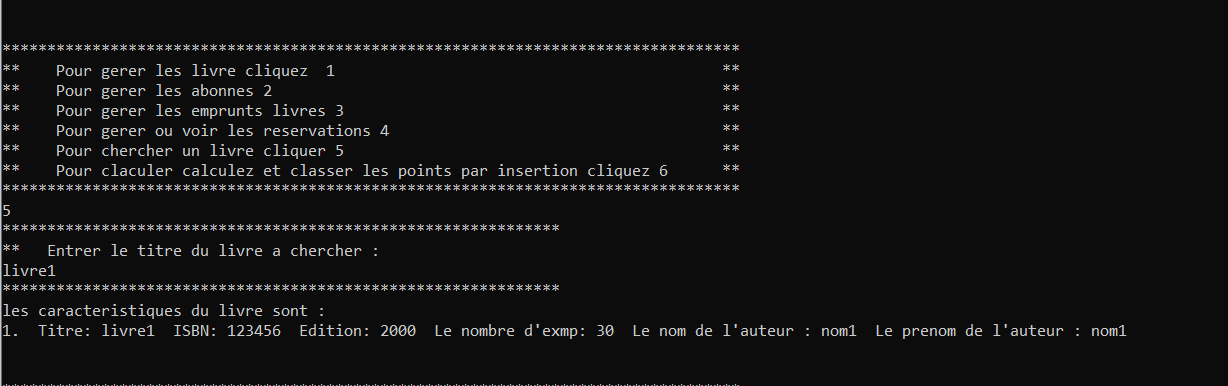 **********************************************************************************
**    Pour gerer les livre cliquez  1                                           **
**    Pour gerer les abonnes 2                                                  **
**    Pour gerer les emprunts livres 3                                          **
**    Pour gerer ou voir les reservations 4                                     **
**    Pour chercher un livre cliquer 5                                          **
**    Pour claculer calculez et classer les points par insertion cliquez 6      **
**********************************************************************************
5
**************************************************************
**   Entrer le titre du livre a chercher :
livre1
**************************************************************
les caracteristiques du livre sont :
1.  Titre: livre1  ISBN: 123456  Edition: 2000  Le nombre d'exmp: 30  Le nom de l'auteur : nom1  Le prenom de l'auteur : nom1
**********************************************************************************